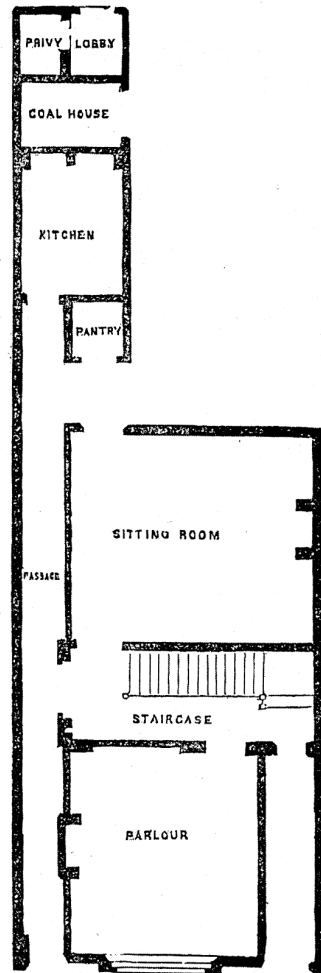 PRIVY LOBBY
COAL HOUSE
KITCHEN
PANTRY
SITTING ROOM
PASSAGE
STAIRCASE
PARLOUR